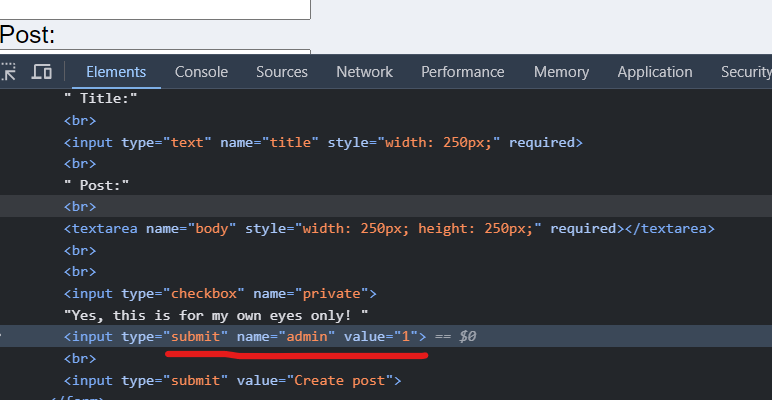 Post:
Elements Console Sources Network Performance Memory Application Security
" Title:"
<br>
<input type="text" name="title" style="width: 250px;" required>
<br>
" Post:"
<br>
<textarea name="body" style="width: 250px; height: 250px;" required></textarea>
<br>
<br>
<input type="checkbox" name="private">
"Yes, this is for my own eyes only! "
<input type="submit" name="admin" value="1"> == $0
<br>
<input type="submit" value="Create post">
</form>